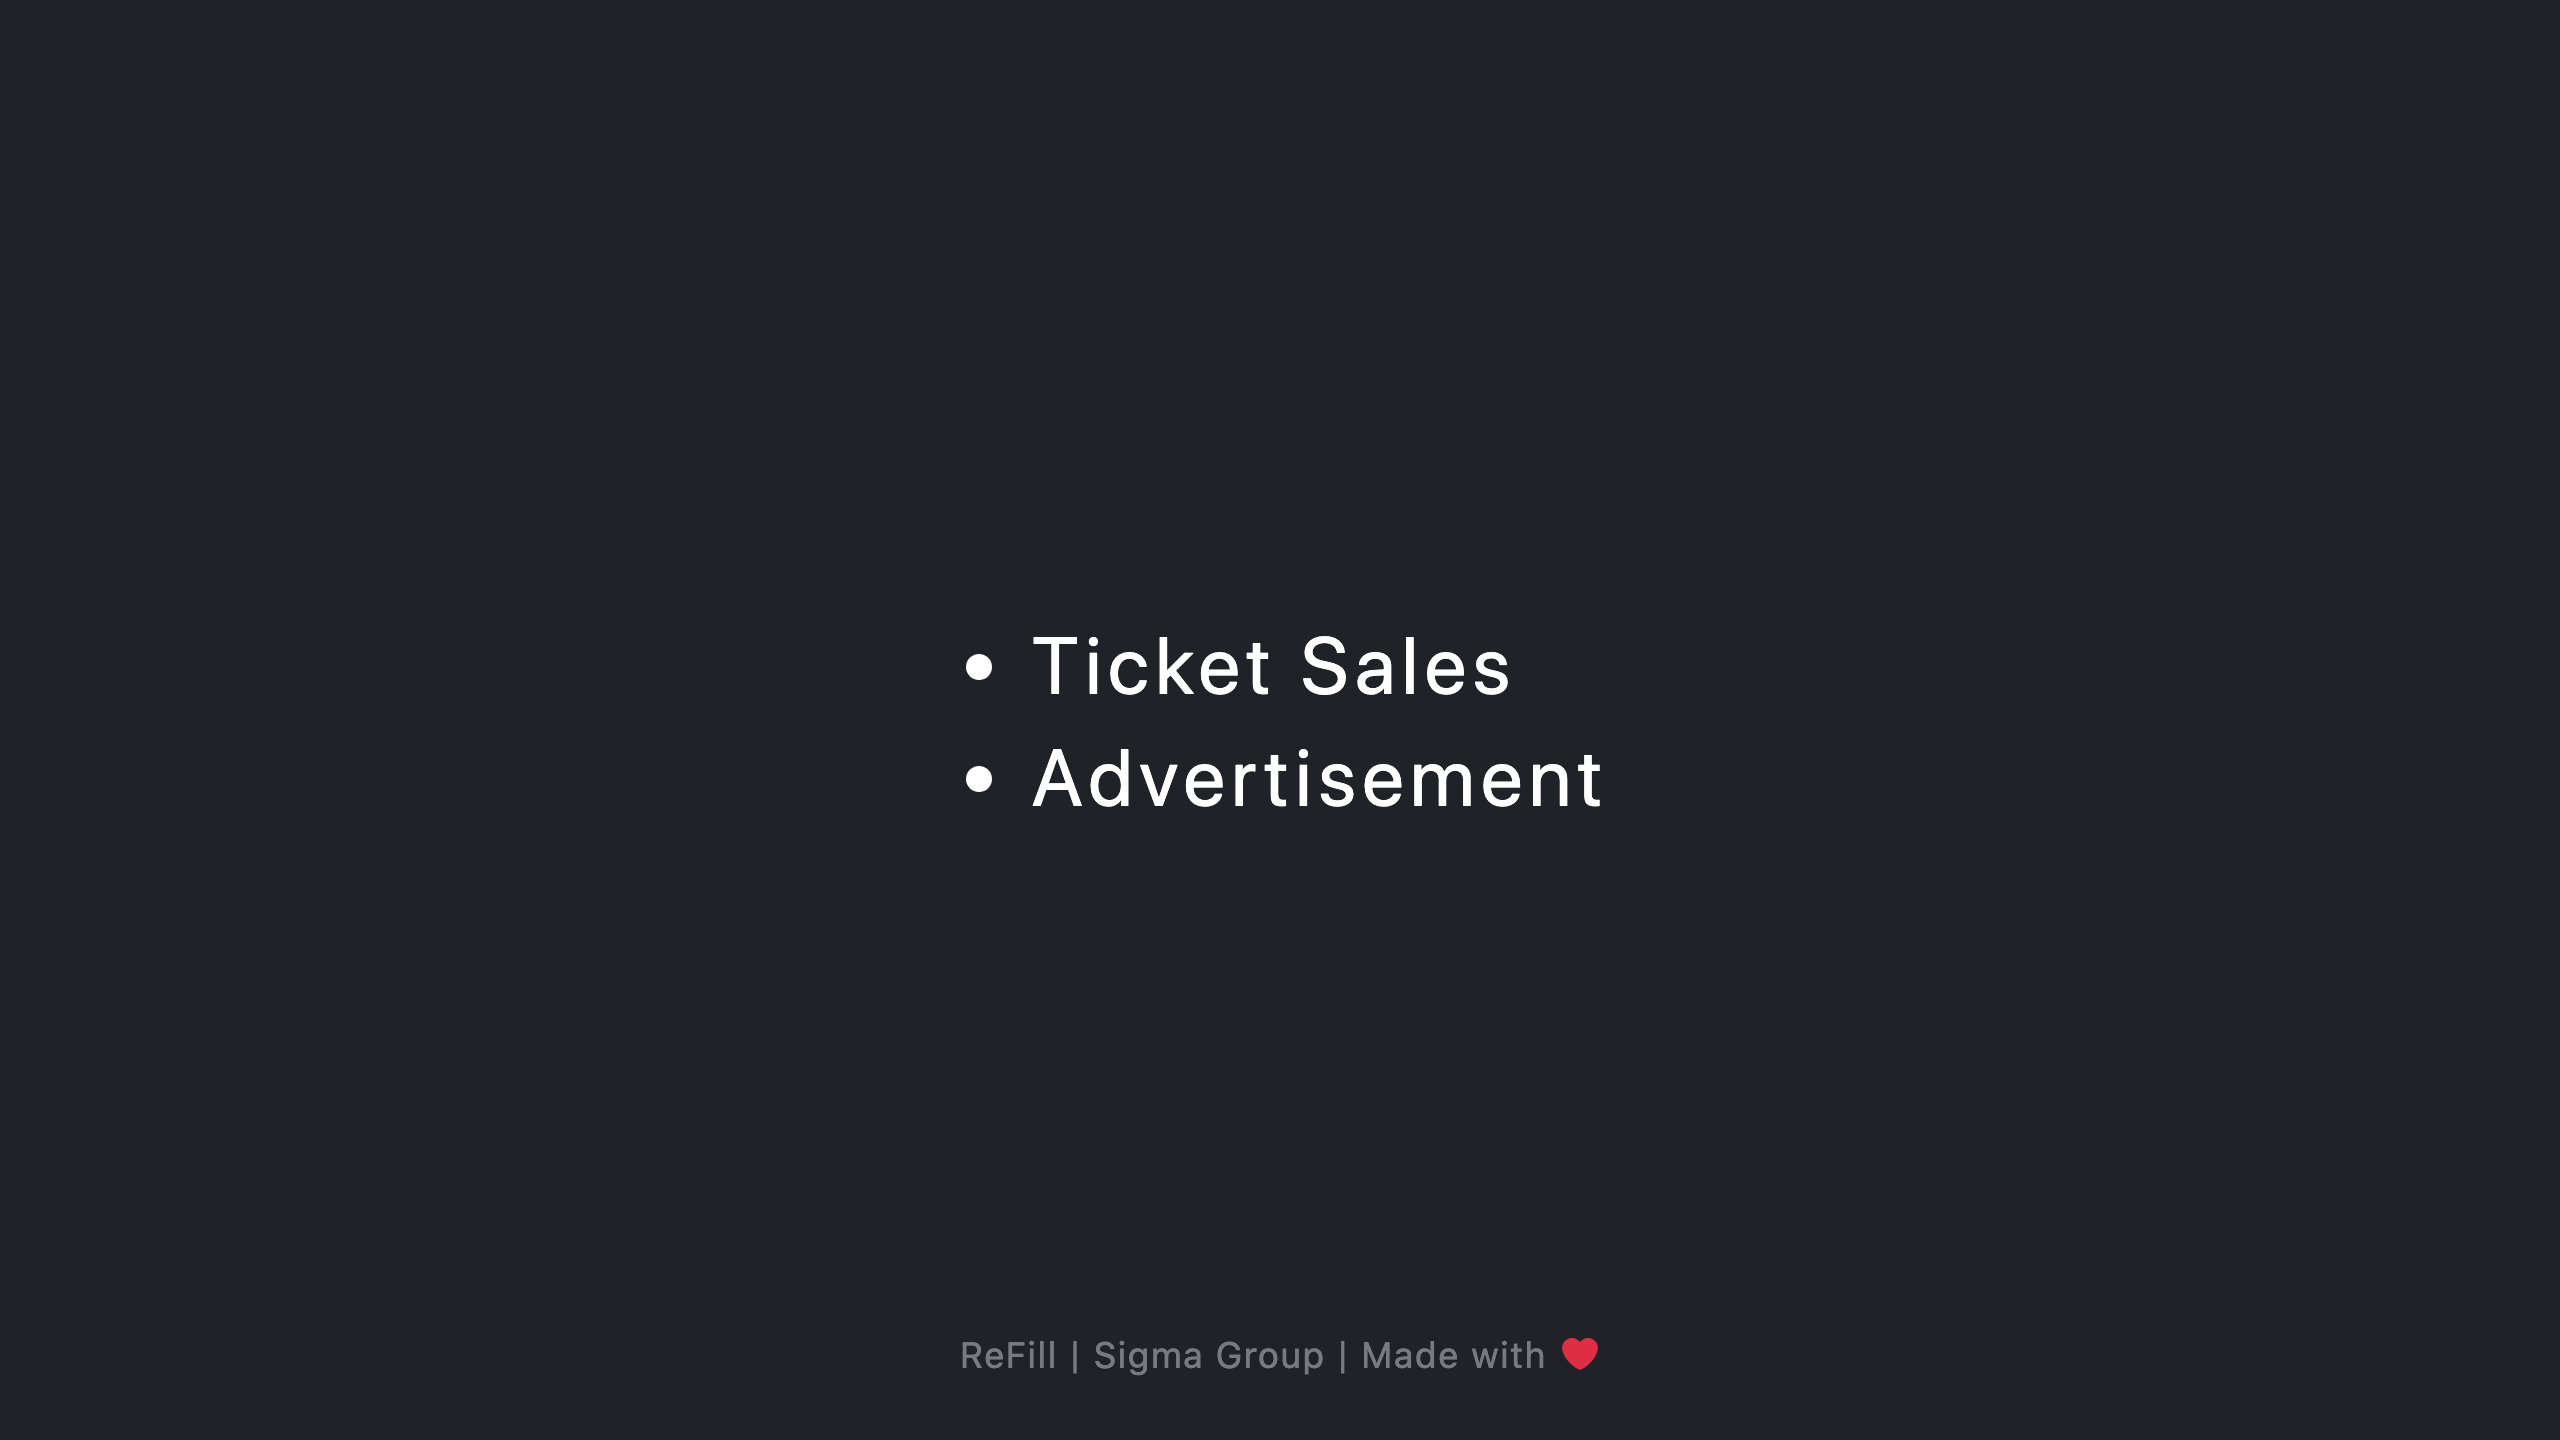 • Ticket Sales
• Advertisement
ReFill | Sigma Group | Made with ❤️